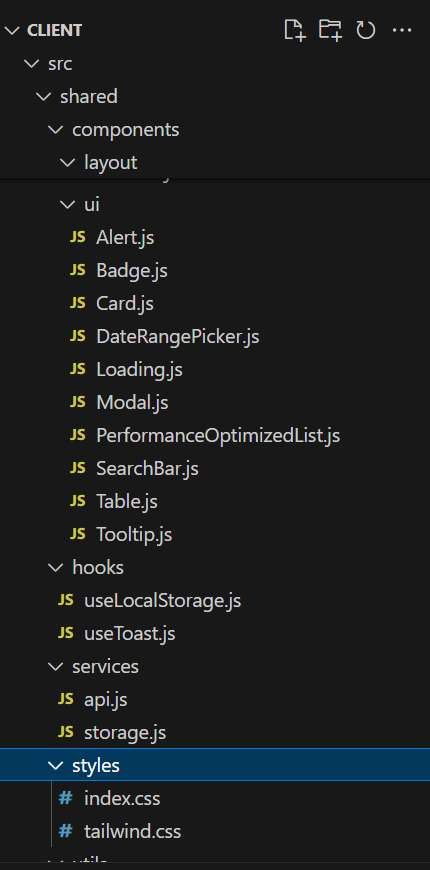 CLIENT
src
shared
components
layout
ui
JS Alert.js
JS Badge.js
JS Card.js
JS DateRangePicker.js
JS Loading.js
JS Modal.js
JS PerformanceOptimizedList.js
JS SearchBar.js
JS Table.js
JS Tooltip.js
hooks
JS useLocalStorage.js
JS useToast.js
services
JS api.js
JS storage.js
styles
# index.css
# tailwind.css